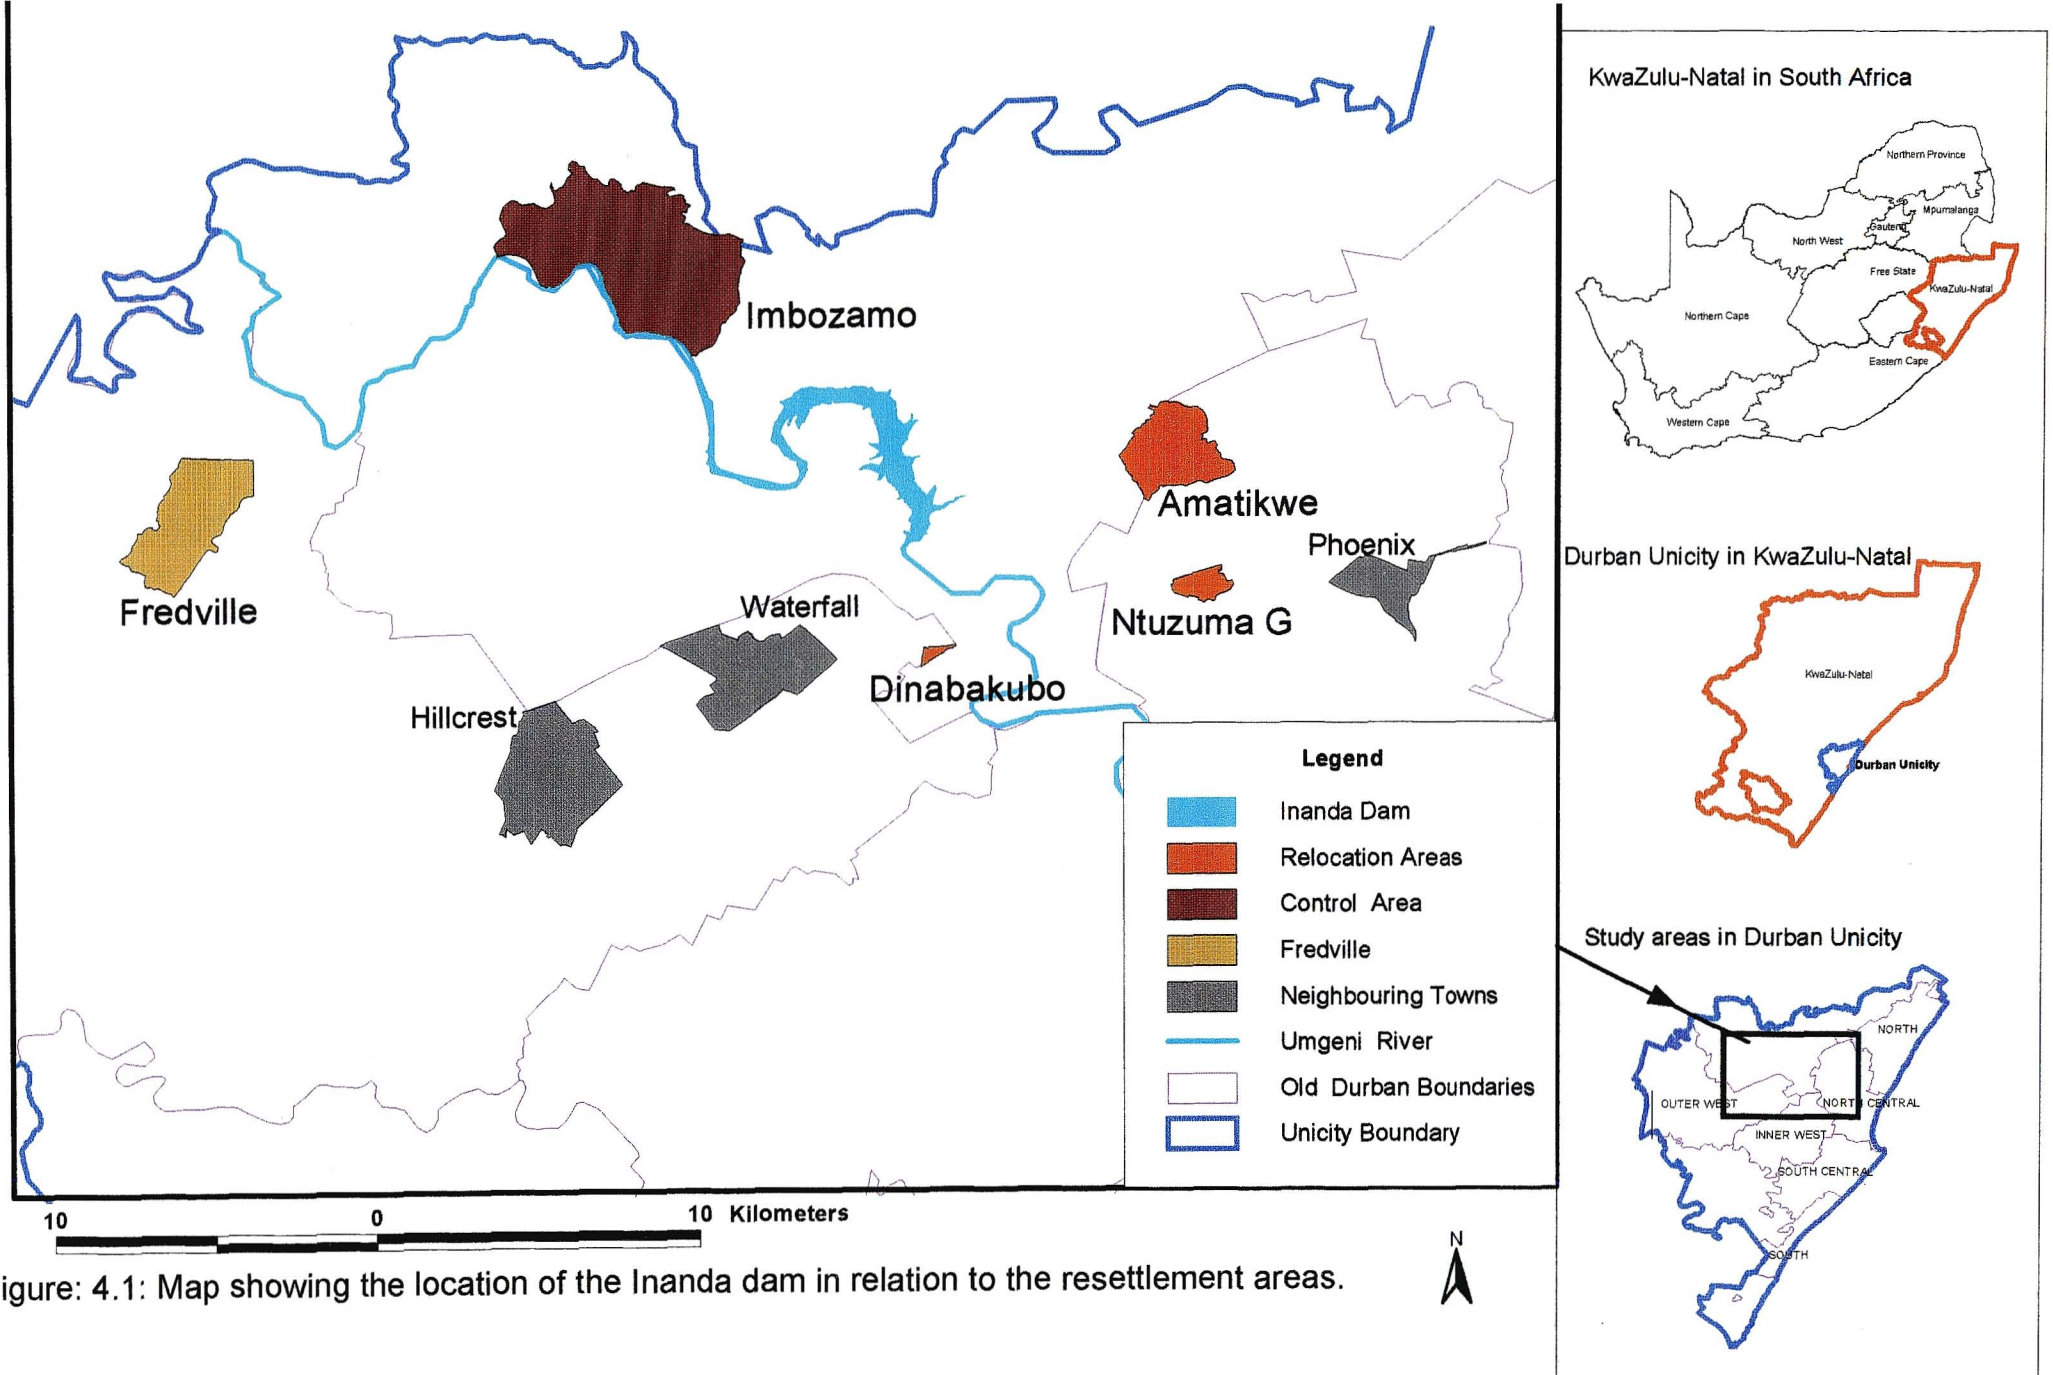 Imbozamo
Amatikwe
Phoenix
Fredville
Waterfall
Ntuzuma G
Dinabakubo
Hillcrest
Legend
Inanda Dam
Relocation Areas
Control Area
Fredville
Neighbouring Towns
Umgeni River
Old Durban Boundaries
Unicity Boundary
10 0 10 Kilometers
N
igure: 4.1: Map showing the location of the Inanda dam in relation to the resettlement areas.
KwaZulu-Natal in South Africa
Northern Province
Mpumalanga
Gauteng
North West
Free State
KwaZulu-Natal
Northern Cape
Eastern Cape
Western Cape
Durban Unicity in KwaZulu-Natal
KwaZulu-Natal
Durban Unicity
Study areas in Durban Unicity
NORTH
OUTER WEST
NORTH CENTRAL
INNER WEST
SOUTH CENTRAL
SOUTH